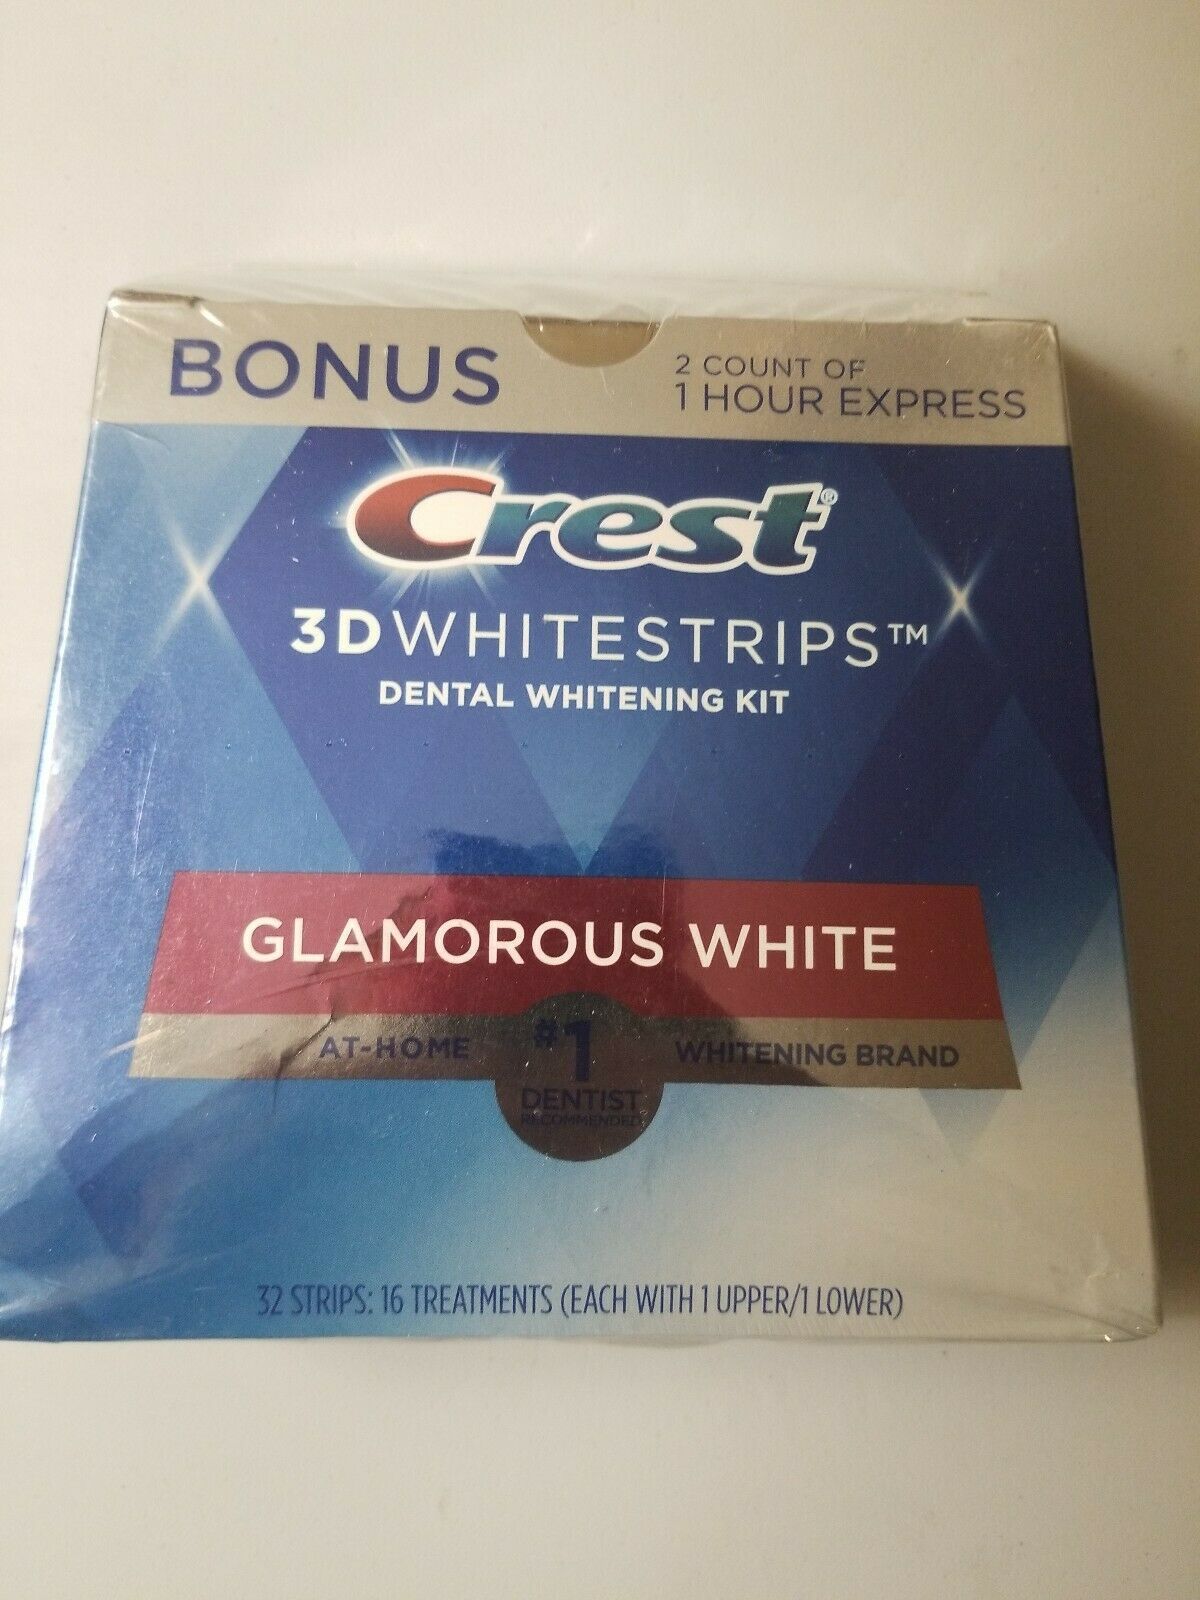 BONUS
2 COUNT OF
1 HOUR EXPRESS
Crest®
3DWHITESTRIPS™
DENTAL WHITENING KIT
GLAMOROUS WHITE
AT-HOME #1 WHITENING BRAND
DENTIST
RECOMMENDED
32 STRIPS: 16 TREATMENTS (EACH WITH 1 UPPER/1 LOWER)